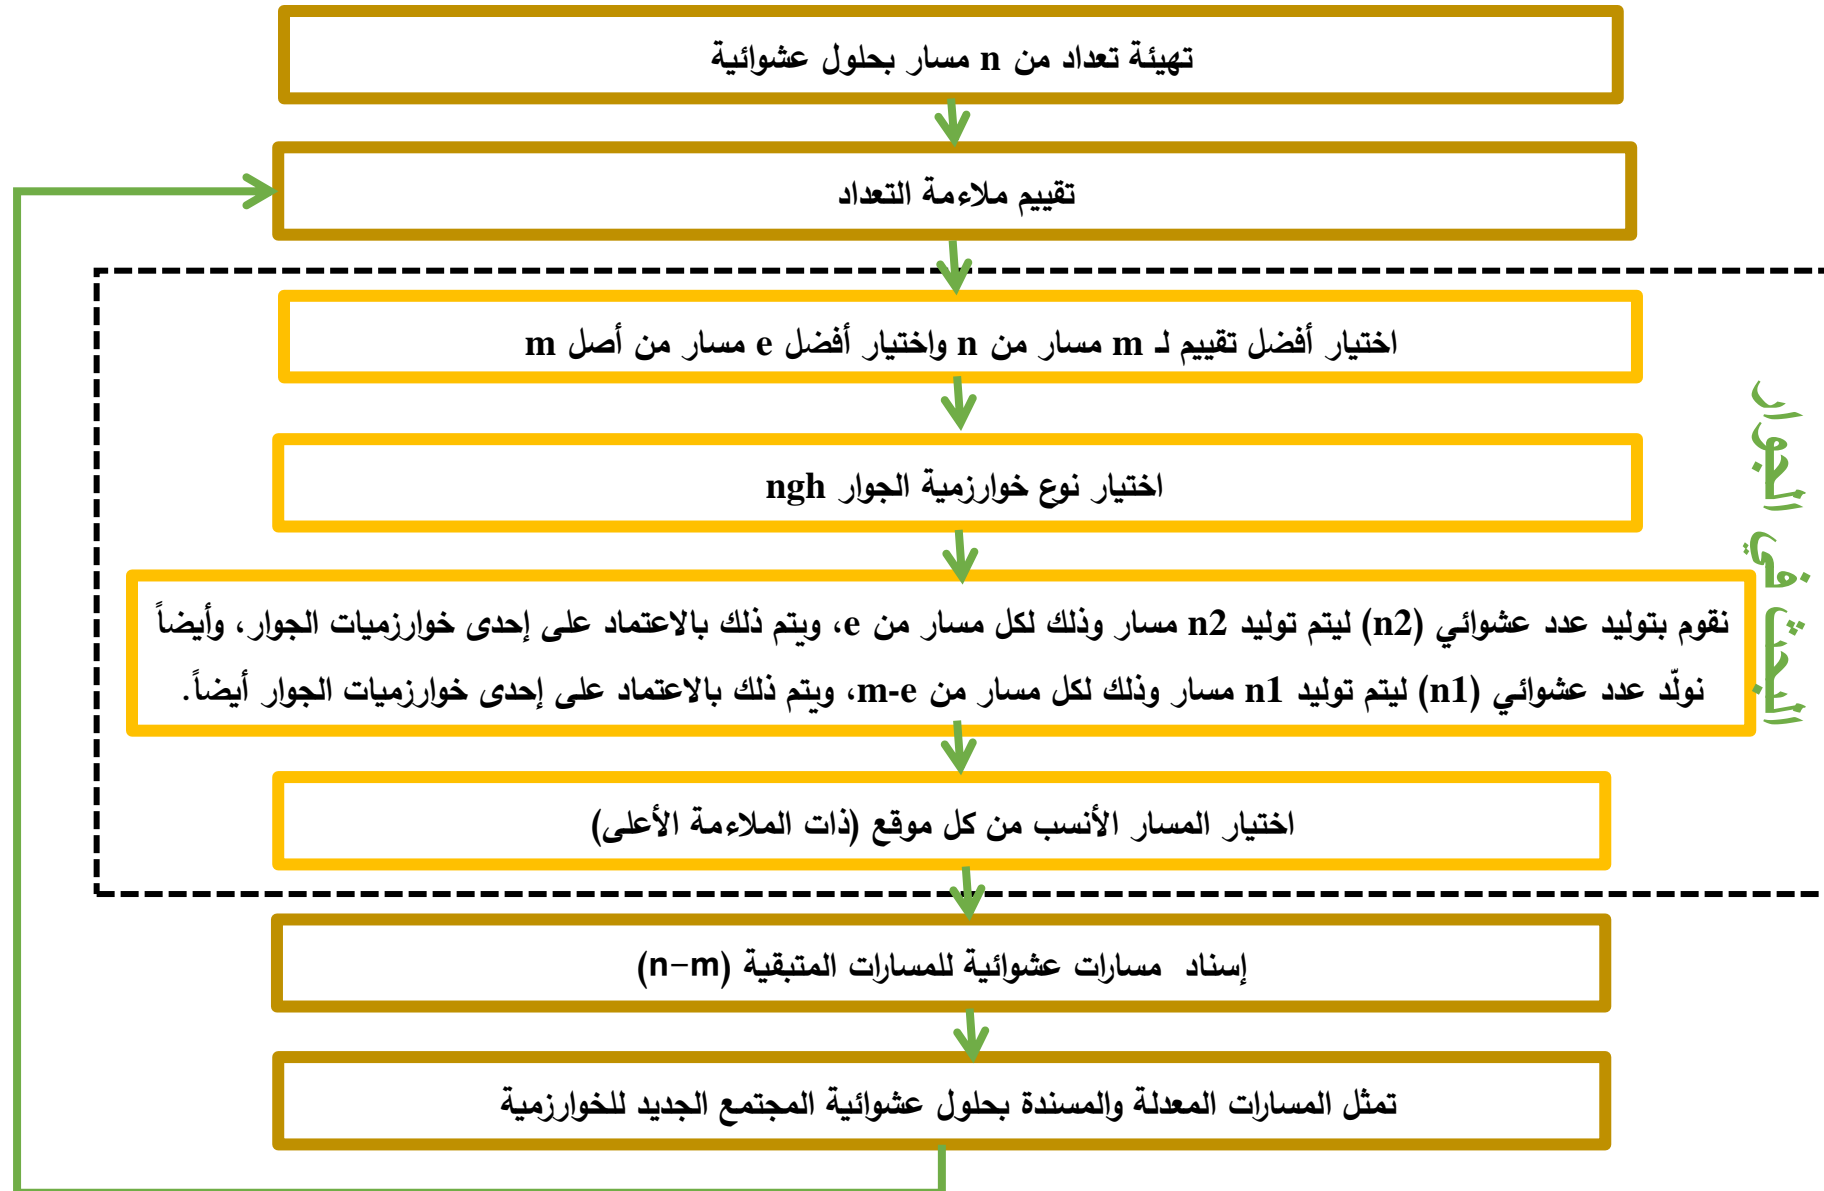 تهيئة تعداد من n مسار بحلول عشوائية
تقييم ملاءمة التعداد
اختيار أفضل تقييم لـ m مسار من n واختيار أفضل e مسار من أصل m
اختيار نوع خوارزمية الجوار ngh
نقوم بتوليد عدد عشوائي (n2) ليتم توليد n2 مسار وذلك لكل مسار من e، ويتم ذلك بالاعتماد على إحدى خوارزميات الجوار، وأيضاً
نولّد عدد عشوائي (n1) ليتم توليد n1 مسار وذلك لكل مسار من m-e، ويتم ذلك بالاعتماد على إحدى خوارزميات الجوار أيضاً.
اختيار المسار الأنسب من كل موقع (ذات الملاءمة الأعلى)
البحث في الجوار
إسناد مسارات عشوائية للمسارات المتبقية (n-m)
تمثل المسارات المعدلة والمسندة بحلول عشوائية المجتمع الجديد للخوارزمية